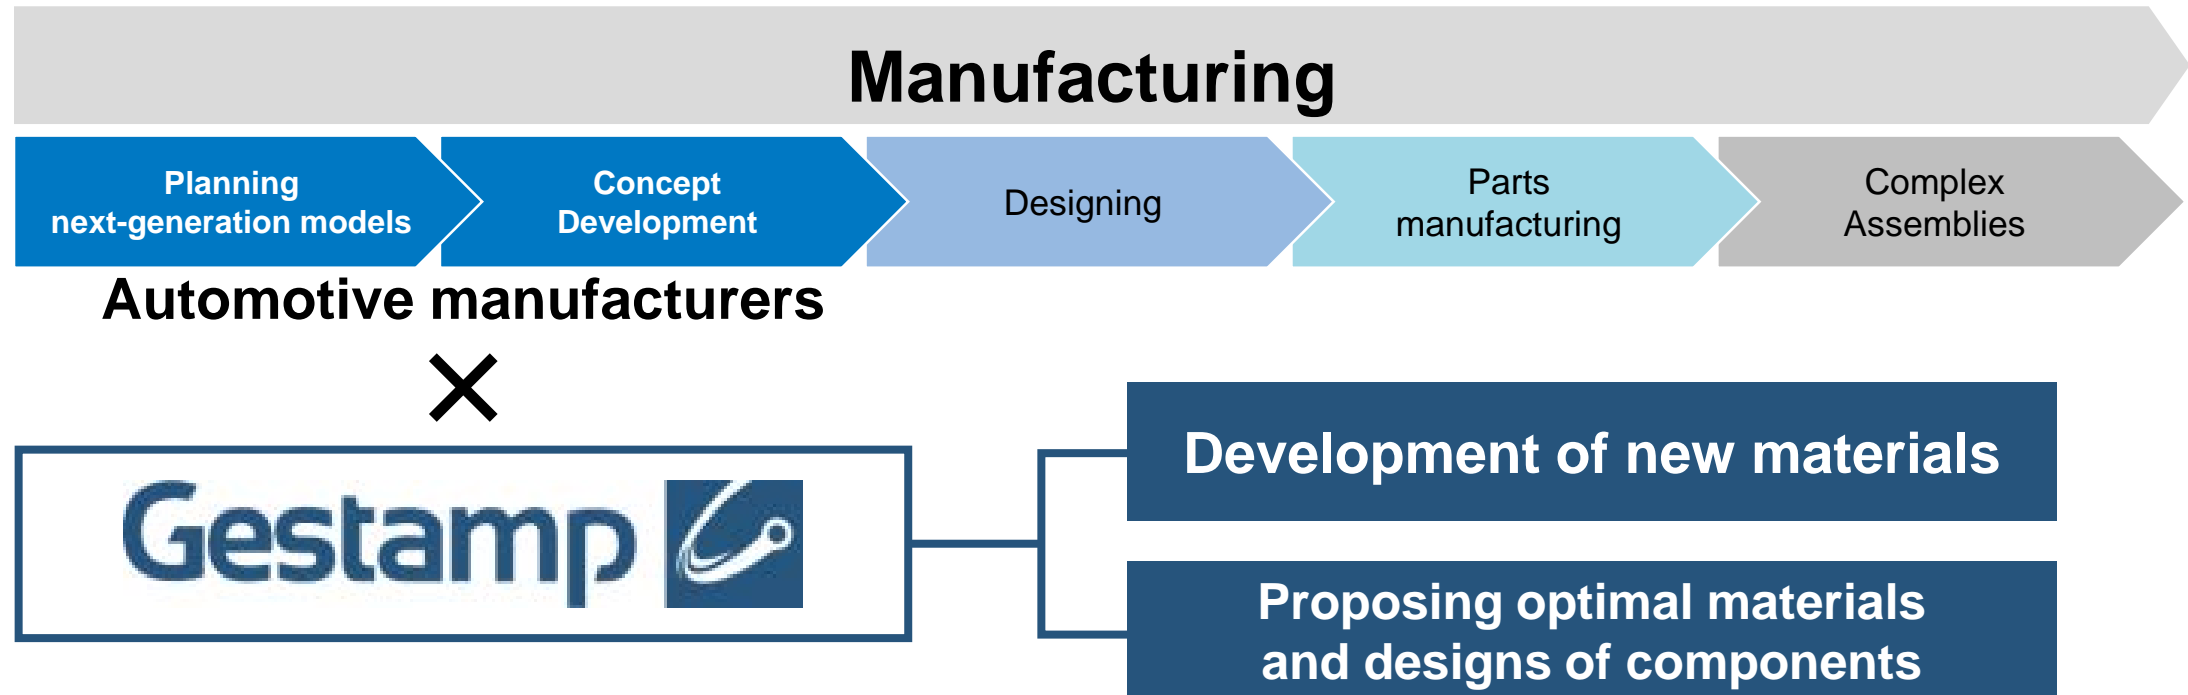 Manufacturing
Planning
next-generation models
Concept
Development
Designing
Parts
manufacturing
Complex
Assemblies
Automotive manufacturers
×
Gestamp
Development of new materials
Proposing optimal materials
and designs of components